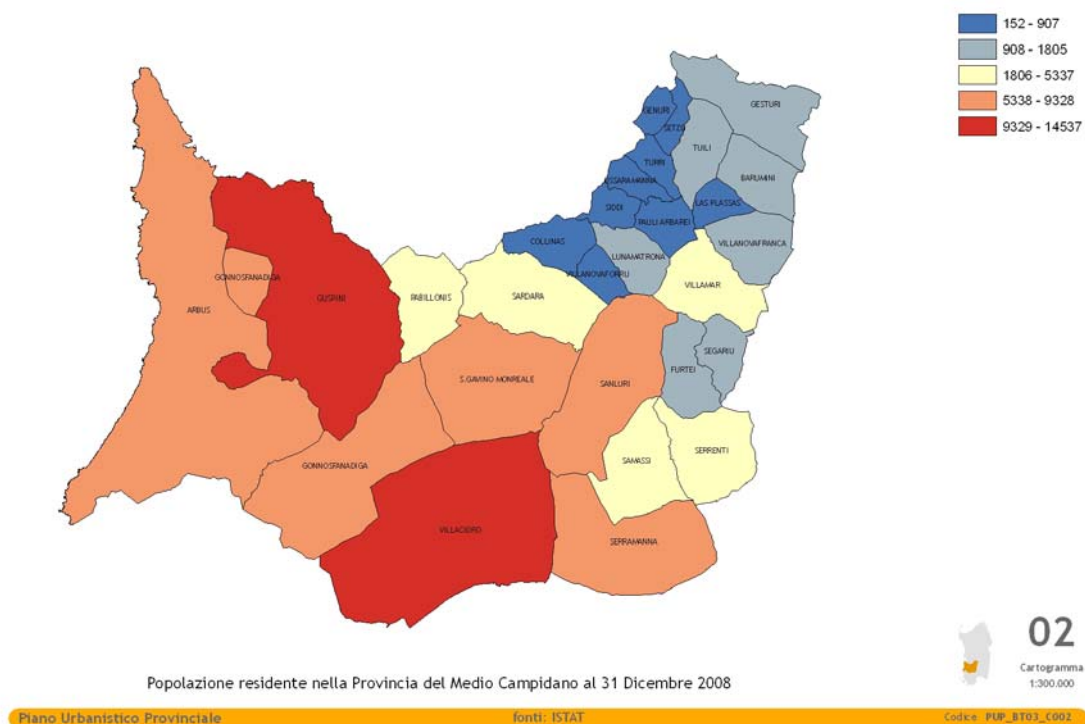 152 - 907
908 - 1805
1806 - 5337
5338 - 9328
9329 - 14537
GESTURI
GENURI
SETZU
TUILI
TURRI
BARUMINI
USSARAMANNA
LAS PLASSAS
SIDDI
PAULI ARBAREI
COLLINAS
VILLANOVAFRANCA
LUNAMATRONA
VILLANOVAFORRU
GONNOSFANADIGA
VILLAMAR
GUSPINI
PABILLONIS
SARDARA
ARBUS
SEGARIU
FURTEI
S.GAVINO MONREALE
SANLURI
SERRENTI
SAMASSI
GONNOSFANADIGA
VILLACIDRO
SERRAMANNA
02
Cartogramma
1:300.000
Popolazione residente nella Provincia del Medio Campidano al 31 Dicembre 2008
Piano Urbanistico Provinciale
fonti: ISTAT
Codice PUP_BT03_C002